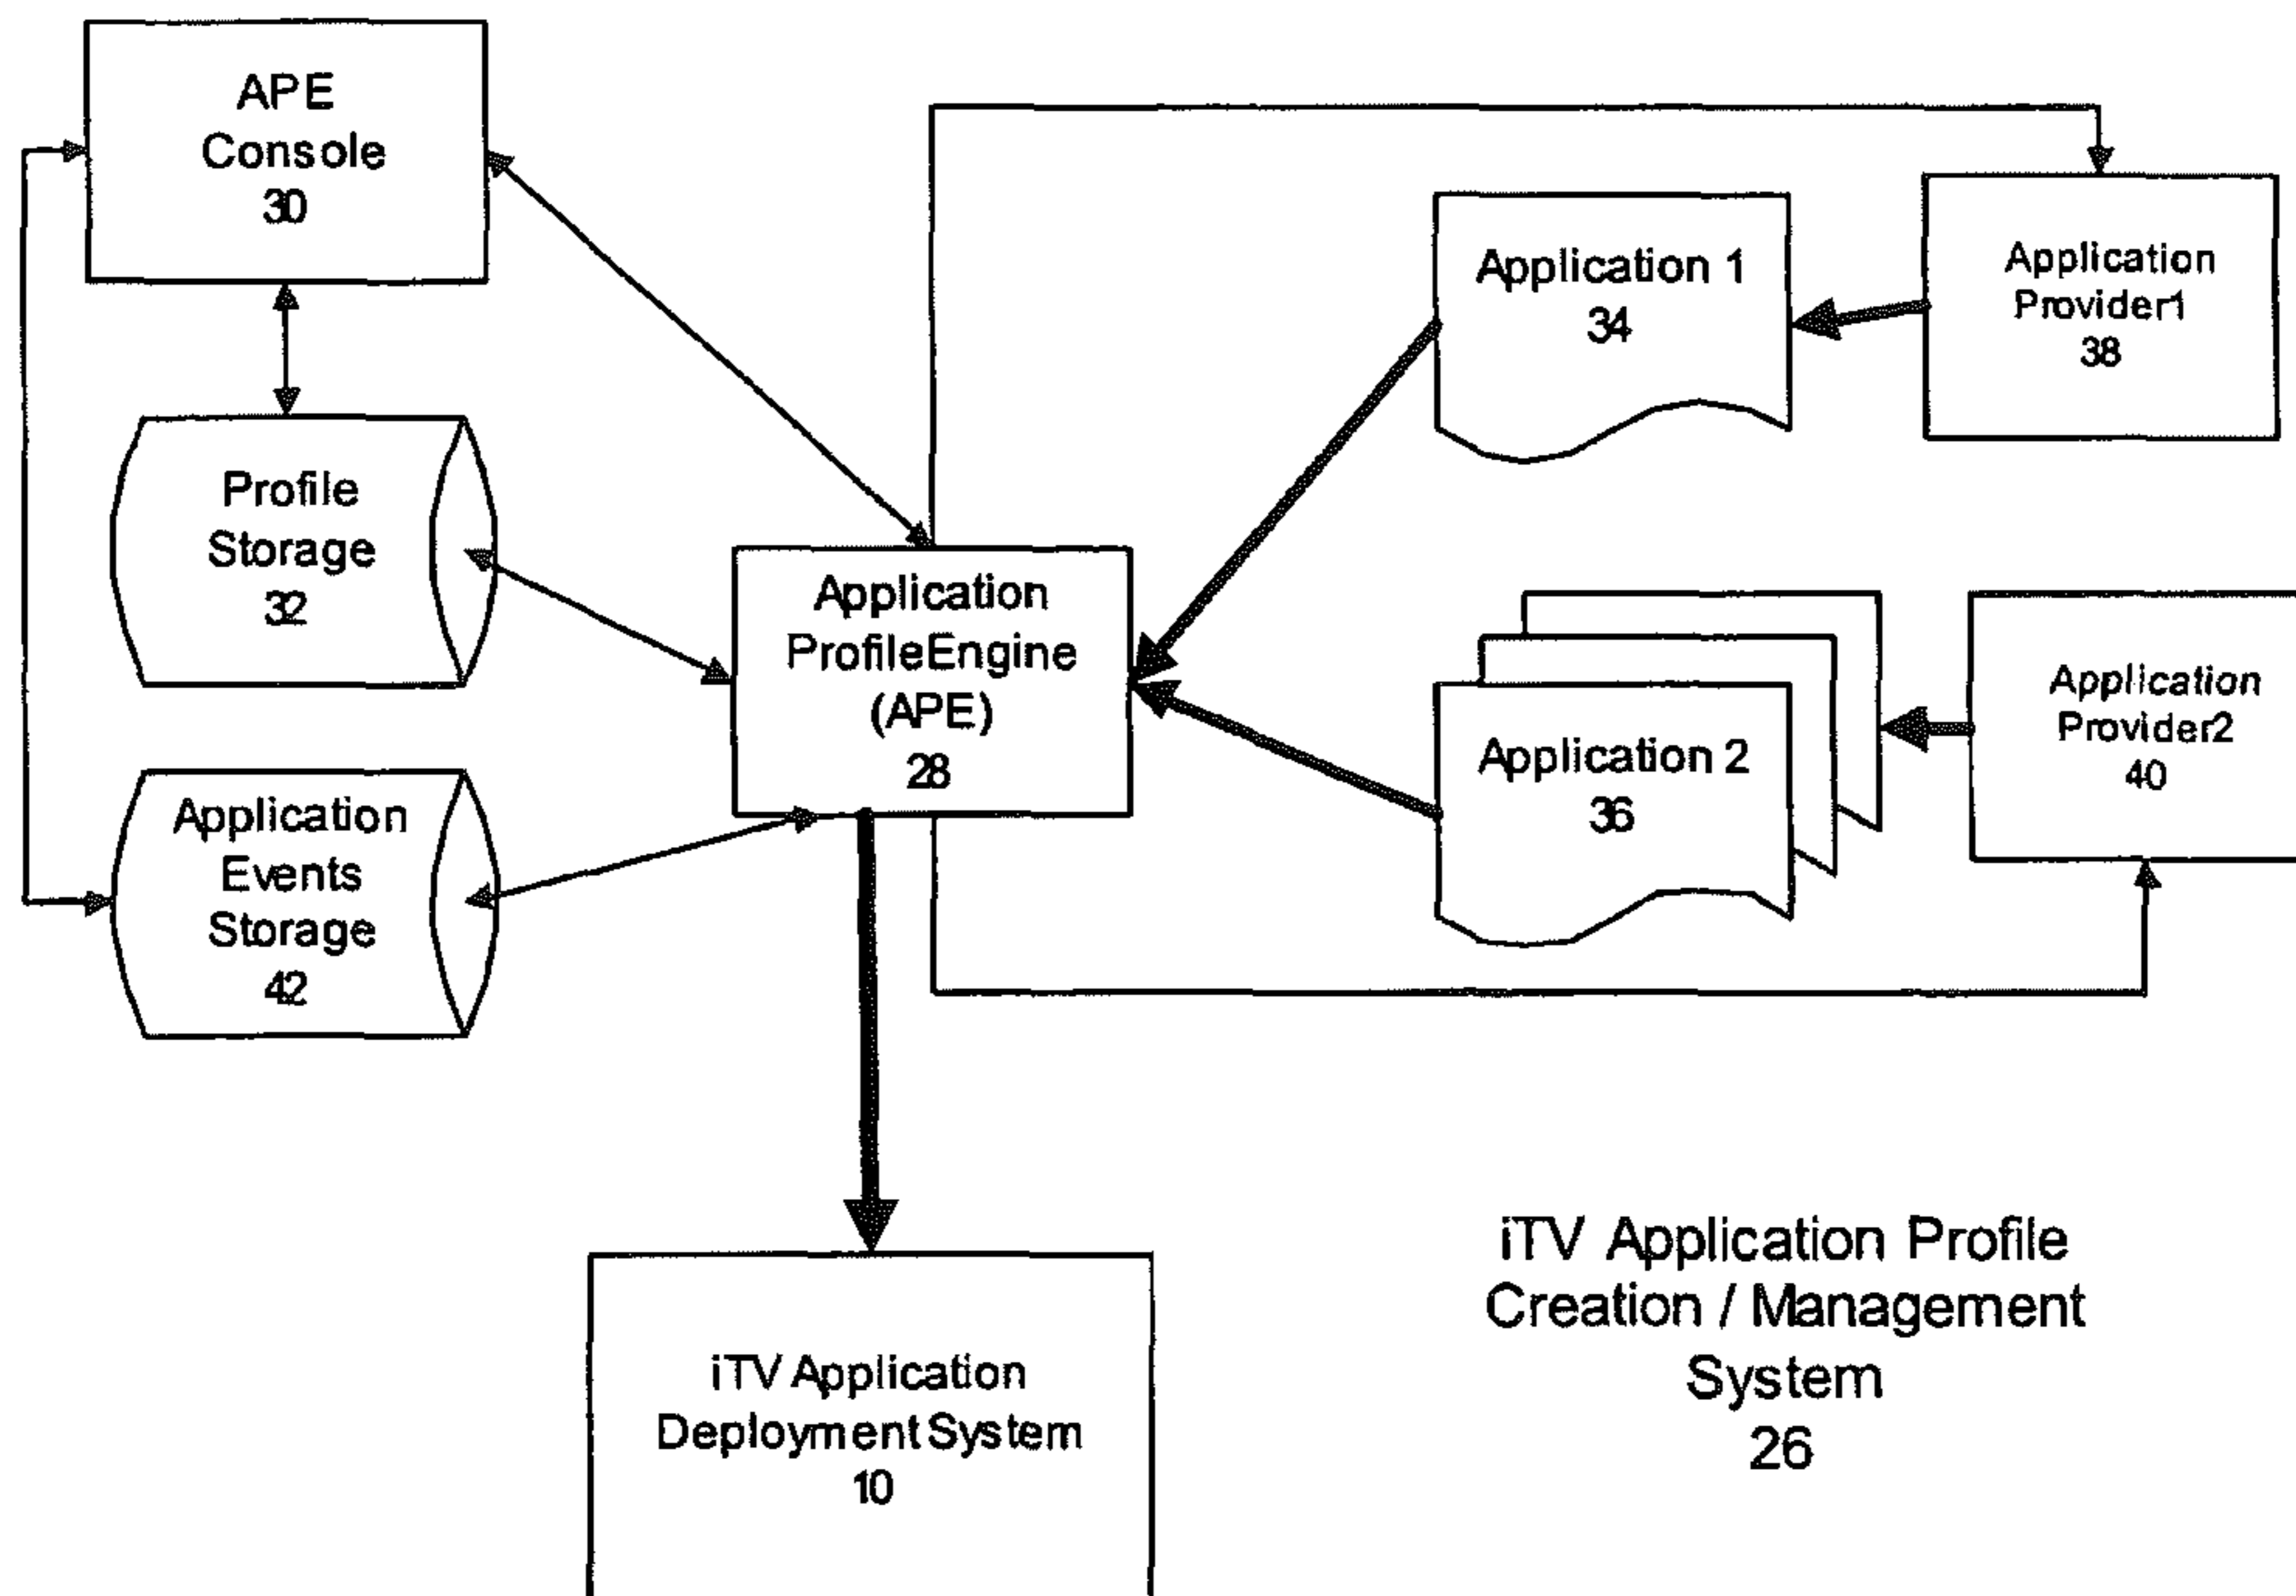 APE
Console
30
Profile
Storage
32
Application
Events
Storage
42
Application
ProfileEngine
(APE)
28
Application 1
34
Application
Provider1
38
Application 2
36
Application
Provider2
40
iTV Application
Deployment System
10
iTV Application Profile
Creation / Management
System
26